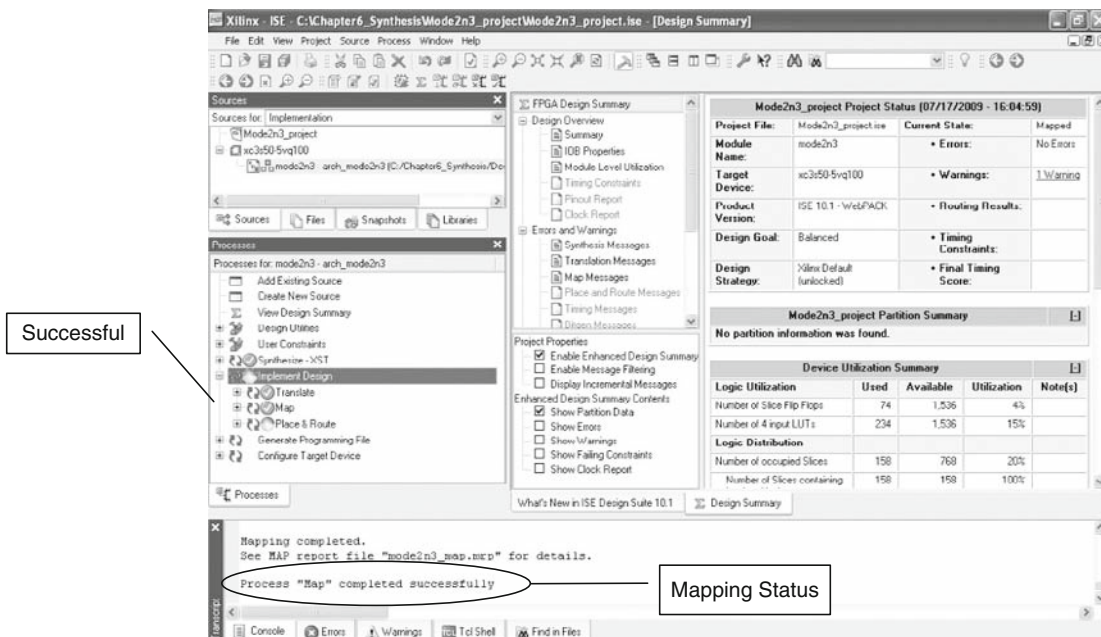 Xilinx - ISE - C:\Chapter6_Synthesis\Mode2n3_project\Mode2n3_project.ise - [Design Summary]
File Edit View Project Source Process Window Help
Sources
Sources for: Implementation
Mode2n3_project
xc3s50-5vq100
mode2n3 - arch_mode2n3 (C:/Chapter6_Synthesis/Doc
Sources Files Snapshots Libraries
Processes
Processes for: mode2n3 - arch_mode2n3
Add Existing Source
Create New Source
View Design Summary
Design Utilities
User Constraints
Synthesize - XST
Implement Design
Translate
Map
Place & Route
Generate Programming File
Configure Target Device
Processes
Successful
FPGA Design Summary
Design Overview
Summary
IOB Properties
Module Level Utilization
Timing Constraints
Pinout Report
Clock Report
Errors and Warnings
Synthesis Messages
Translation Messages
Map Messages
Place and Route Messages
Timing Messages
Bitgen Messages
Project Properties
Enable Enhanced Design Summary
Enable Message Filtering
Display Incremental Messages
Enhanced Design Summary Contents
Show Partition Data
Show Errors
Show Warnings
Show Failing Constraints
Show Clock Report
What's New in ISE Design Suite 10.1 Design Summary
Mode2n3_project Project Status (07/17/2009 - 16:04:59)
Project File: Mode2n3_project.ise Current State: Mapped
Module Name: mode2n3 • Errors: No Errors
Target Device: xc3s50-5vq100 • Warnings: 1 Warning
Product Version: ISE 10.1 - WebPACK • Routing Results:
Design Goal: Balanced • Timing Constraints:
Design Strategy: Xilinx Default (unlocked) • Final Timing Score:
Mode2n3_project Partition Summary [-]
No partition information was found.
Device Utilization Summary [-]
Logic Utilization Used Available Utilization Note(s)
Number of Slice Flip Flops 74 1,536 4%
Number of 4 input LUTs 234 1,536 15%
Logic Distribution
Number of occupied Slices 158 768 20%
Number of Slices containing 158 158 100%
Mapping completed.
See MAP report file "mode2n3_map.mrp" for details.
Process "Map" completed successfully
Mapping Status
Transcript
Console Errors Warnings Tcl Shell Find in Files